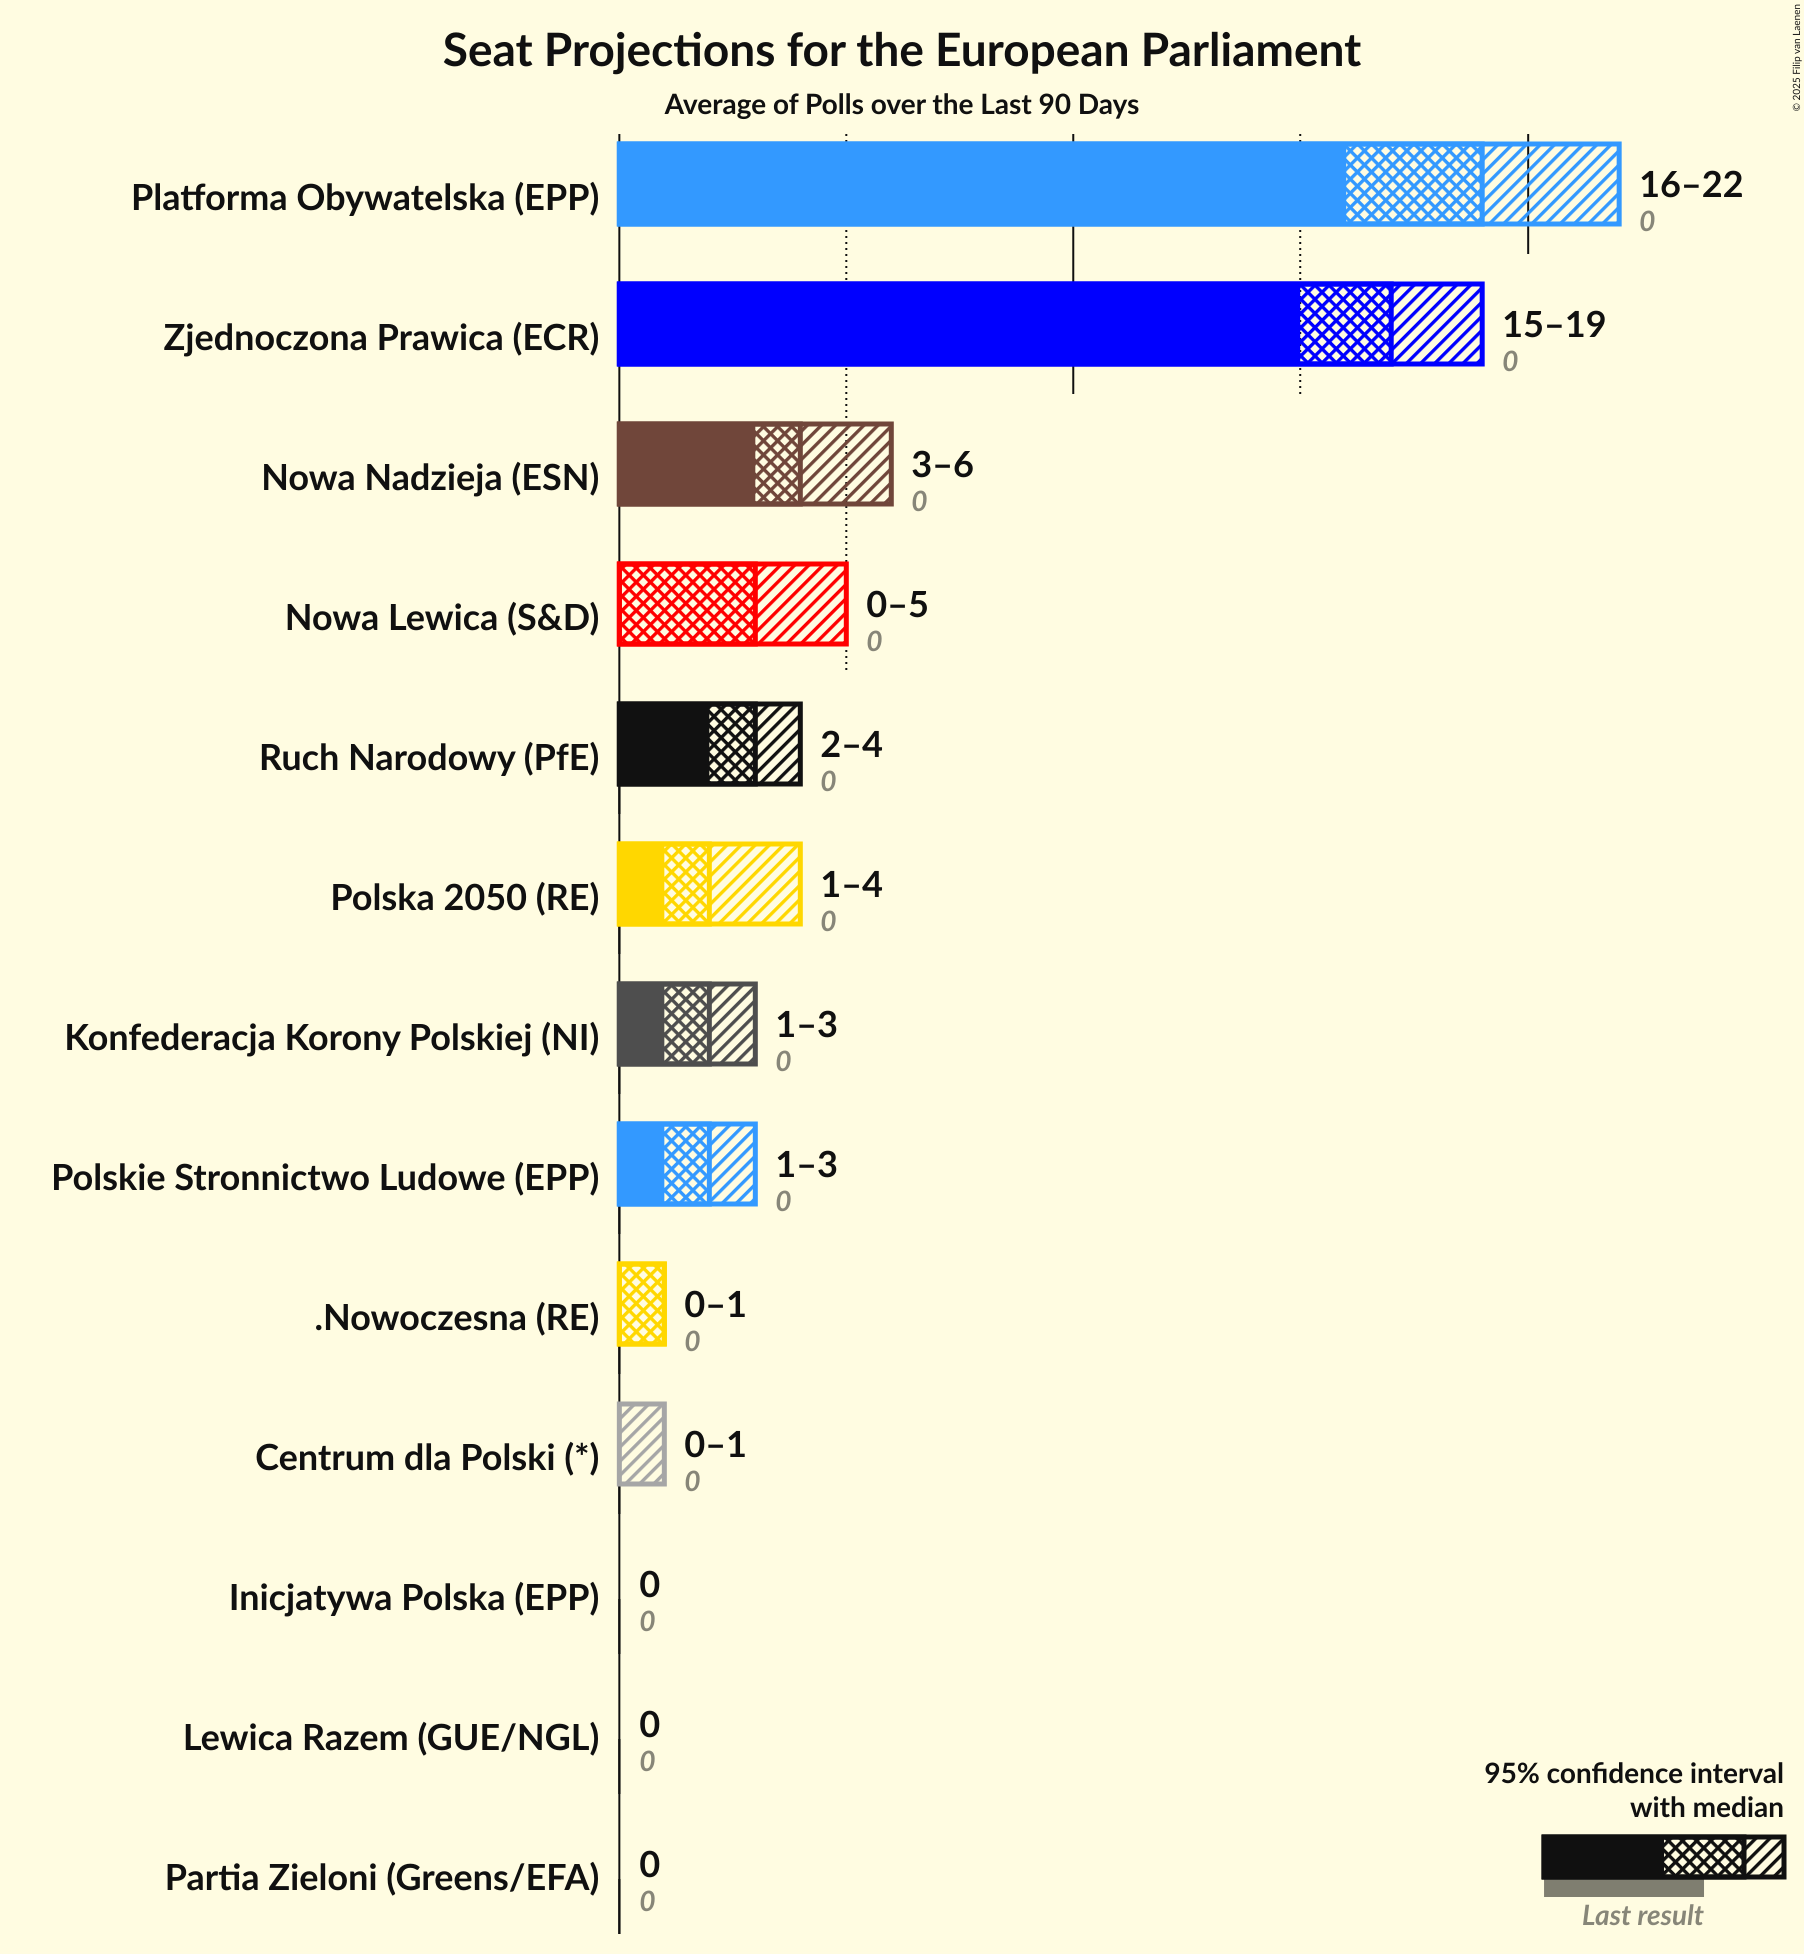 Seat Projections for the European Parliament
Average of Polls over the Last 90 Days
© 2025 Filip van Laenen
Platforma Obywatelska (EPP)
16–22
0
Zjednoczona Prawica (ECR)
15–19
0
Nowa Nadzieja (ESN)
3–6
0
Nowa Lewica (S&D)
0–5
0
Ruch Narodowy (PfE)
2–4
0
Polska 2050 (RE)
1–4
0
Konfederacja Korony Polskiej (NI)
1–3
0
Polskie Stronnictwo Ludowe (EPP)
1–3
0
.Nowoczesna (RE)
0–1
0
Centrum dla Polski (*)
0–1
0
Inicjatywa Polska (EPP)
0
0
Lewica Razem (GUE/NGL)
0
0
Partia Zieloni (Greens/EFA)
0
0
95% confidence interval
with median
Last result